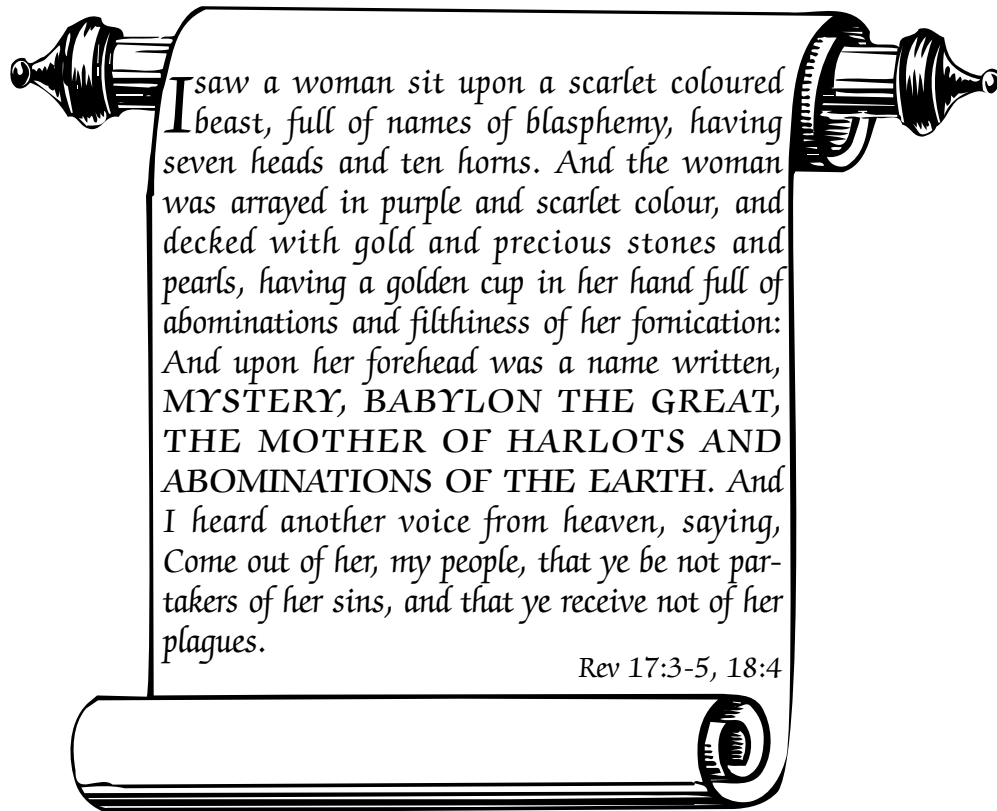 I saw a woman sit upon a scarlet coloured
beast, full of names of blasphemy, having
seven heads and ten horns. And the woman
was arrayed in purple and scarlet colour, and
decked with gold and precious stones and
pearls, having a golden cup in her hand full of
abominations and filthiness of her fornication:
And upon her forehead was a name written,
MYSTERY, BABYLON THE GREAT,
THE MOTHER OF HARLOTS AND
ABOMINATIONS OF THE EARTH. And
I heard another voice from heaven, saying,
Come out of her, my people, that ye be not par-
takers of her sins, and that ye receive not of her
plagues.
Rev 17:3-5, 18:4